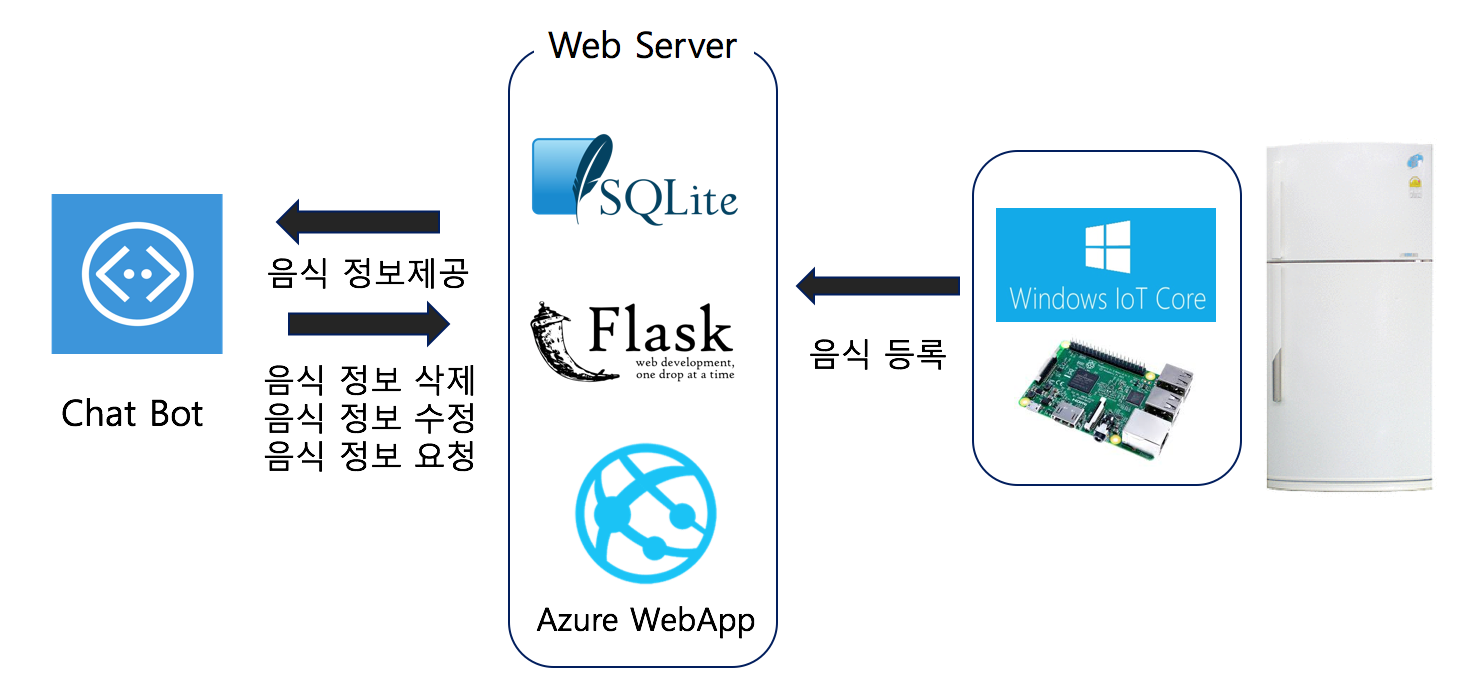 Web Server
SQLite
Flask
web development,
one drop at a time
Azure WebApp
음식 정보제공
음식 정보 삭제
음식 정보 수정
음식 정보 요청
Chat Bot
음식 등록
Windows IoT Core